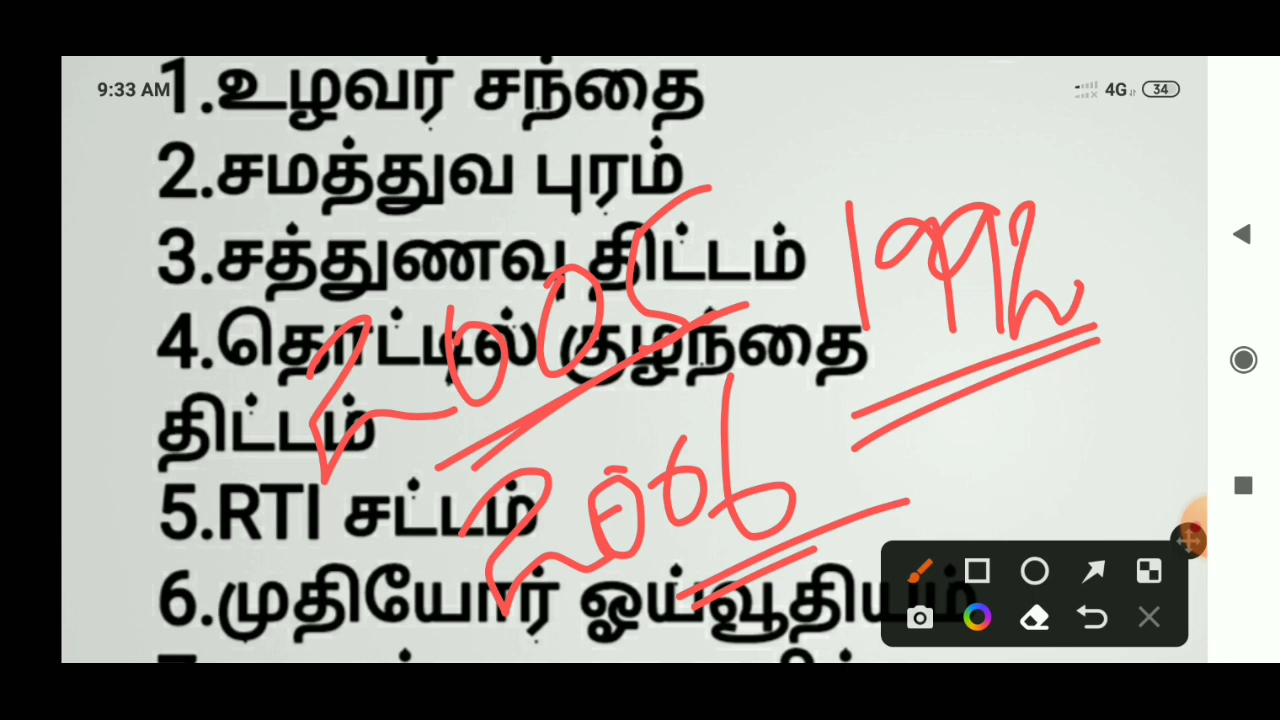 9:33 AM
4G
34
1.உழவர் சந்தை
2.சமத்துவ புரம்
3.சத்துணவு திட்டம்
4.தொட்டில் குழந்தை
திட்டம்
5.RTI சட்டம்
6.முதியோர் ஓய்வூதியம்
1992
2005
2006